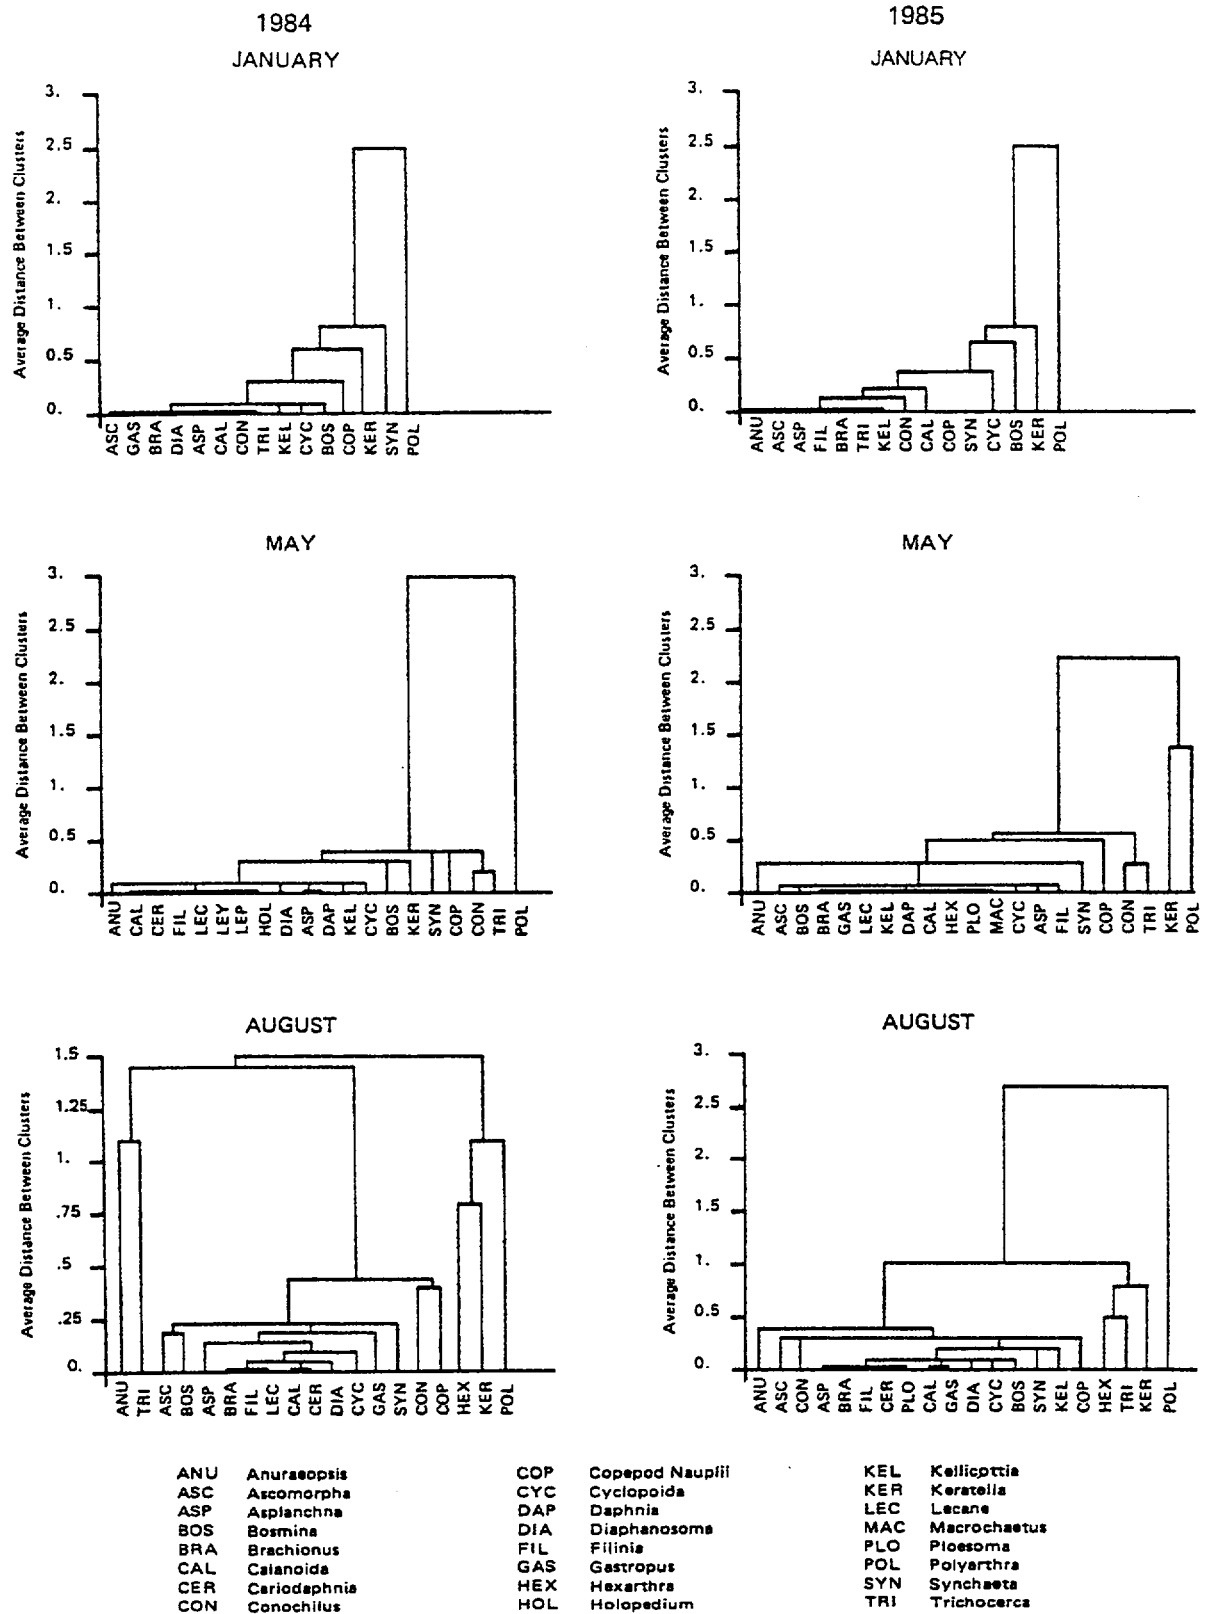 1984
JANUARY
Average Distance Between Clusters
3.
2.5
2.
1.5
1.
0.5
0.
ASC GAS BRA DIA ASP CAL CON TRI KEL CYC BOS COP KER SYN POL
1985
JANUARY
Average Distance Between Clusters
3.
2.5
2.
1.5
1.
0.5
0.
ANU ASC ASP FIL BRA TRI KEL CON CAL COP SYN CYC BOS KER POL
MAY
Average Distance Between Clusters
3.
2.5
2.
1.5
1.
0.5
0.
ANU CAL CER FIL LEC LEY LEP HOL DIA ASP DAP KEL CYC BOS KER SYN COP CON TRI POL
MAY
Average Distance Between Clusters
3.
2.5
2.
1.5
1.
0.5
0.
ANU ASC BOS BRA GAS LEC KEL DAP CAL HEX PLO MAC CYC ASP FIL SYN COP CON TRI KER POL
AUGUST
Average Distance Between Clusters
1.5
1.25
1.
.75
.5
.25
0.
ANU TRI ASC BOS ASP BRA FIL LEC CAL CER DIA CYC GAS SYN CON COP HEX KER POL
AUGUST
Average Distance Between Clusters
3.
2.5
2.
1.5
1.
0.5
0.
ANU ASC CON ASP BRA FIL CER PLO CAL GAS DIA CYC BOS SYN KEL COP HEX TRI KER POL
ANU Anuraeopsis
ASC Ascomorpha
ASP Asplanchna
BOS Bosmina
BRA Brachionus
CAL Calanoida
CER Cariodaphnia
CON Conochilus
COP Copepod Nauplii
CYC Cyclopoida
DAP Daphnia
DIA Diaphanosoma
FIL Filinia
GAS Gastropus
HEX Hexarthra
HOL Holopedium
KEL Kellicottia
KER Keratella
LEC Lecane
MAC Macrochaetus
PLO Ploesoma
POL Polyarthra
SYN Synchaeta
TRI Trichocerca